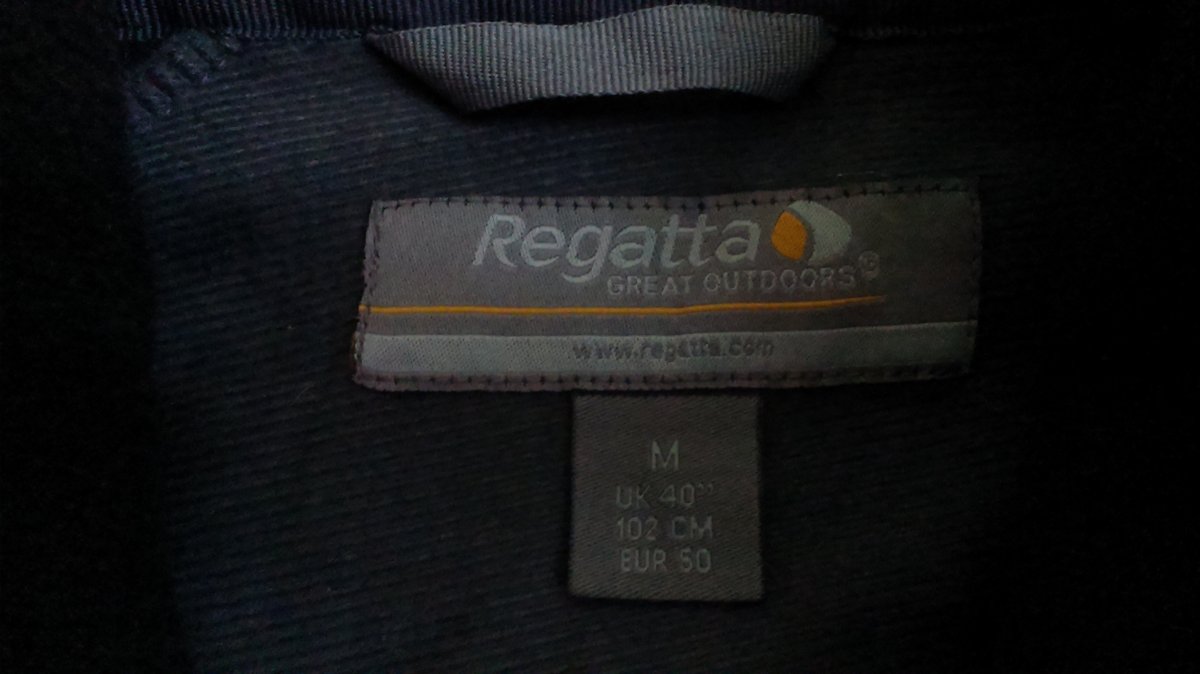 Regatta
GREAT OUTDOORS®
www.regatta.com
M
UK 40"
102 CM
EUR 50